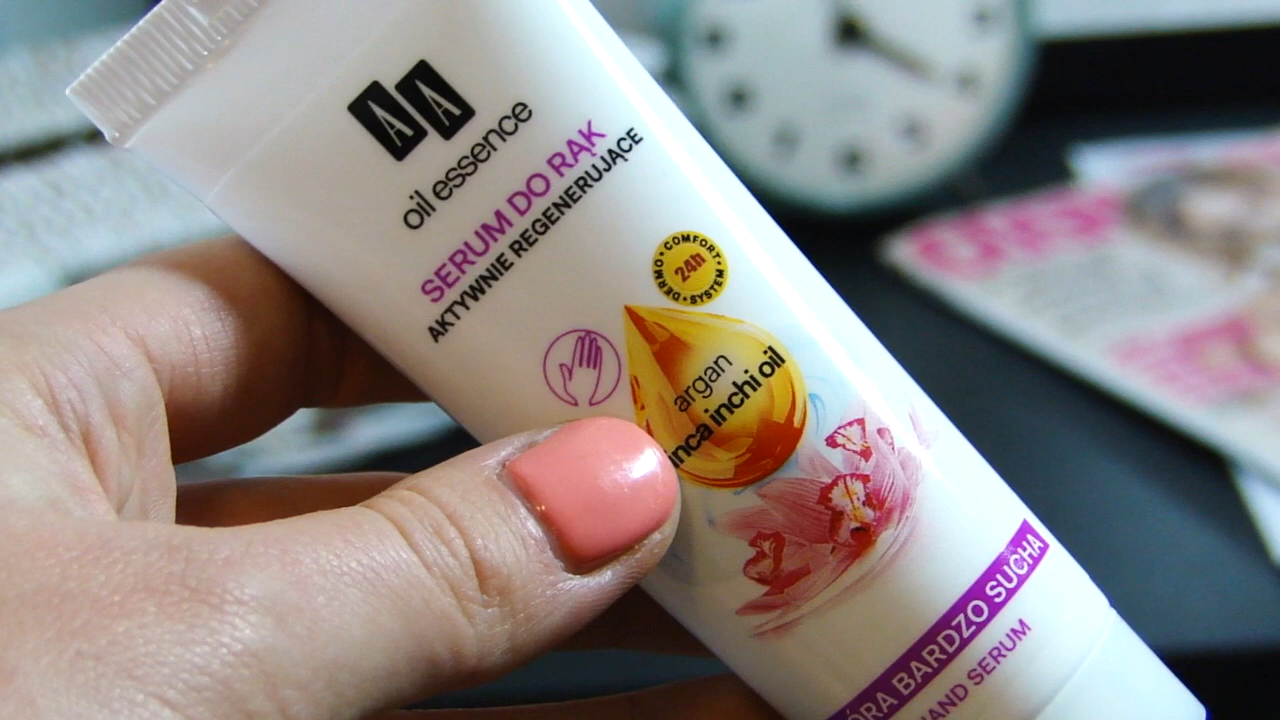 AA
oil essence
SERUM DO RĄK
AKTYWNIE REGENERUJĄCE
DERMO • COMFORT • SYSTEM
24h
argan
inca inchi oil
ÓRA BARDZO SUCHA
HAND SERUM